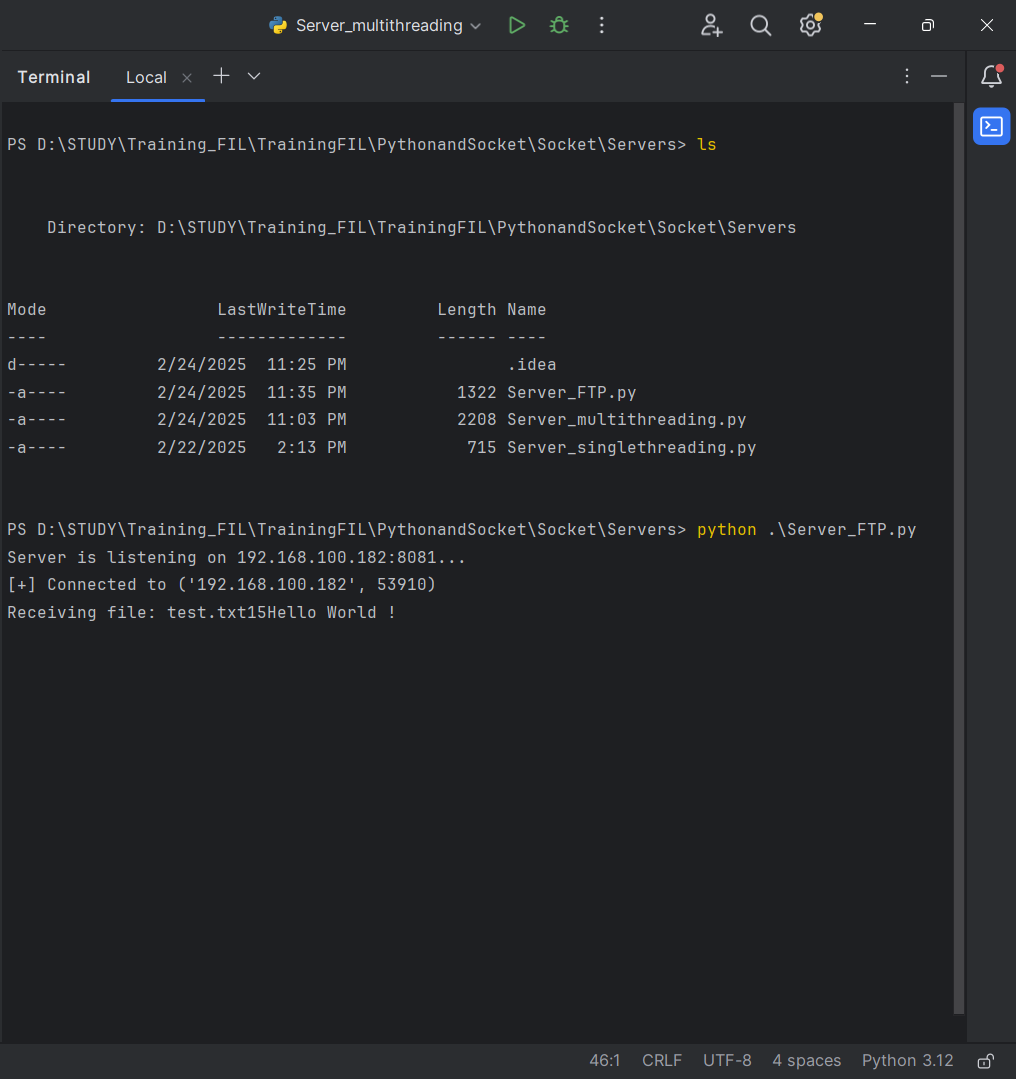 Server_multithreading
Terminal Local
PS D:\STUDY\Training_FIL\TrainingFIL\PythonandSocket\Socket\Servers> ls
Directory: D:\STUDY\Training_FIL\TrainingFIL\PythonandSocket\Socket\Servers
Mode                 LastWriteTime         Length Name
----                 -------------         ------ ----
d-----         2/24/2025  11:25 PM                .idea
-a----         2/24/2025  11:35 PM           1322 Server_FTP.py
-a----         2/24/2025  11:03 PM           2208 Server_multithreading.py
-a----         2/22/2025   2:13 PM            715 Server_singlethreading.py
PS D:\STUDY\Training_FIL\TrainingFIL\PythonandSocket\Socket\Servers> python .\Server_FTP.py
Server is listening on 192.168.100.182:8081...
[+] Connected to ('192.168.100.182', 53910)
Receiving file: test.txt15Hello World !
46:1 CRLF UTF-8 4 spaces Python 3.12